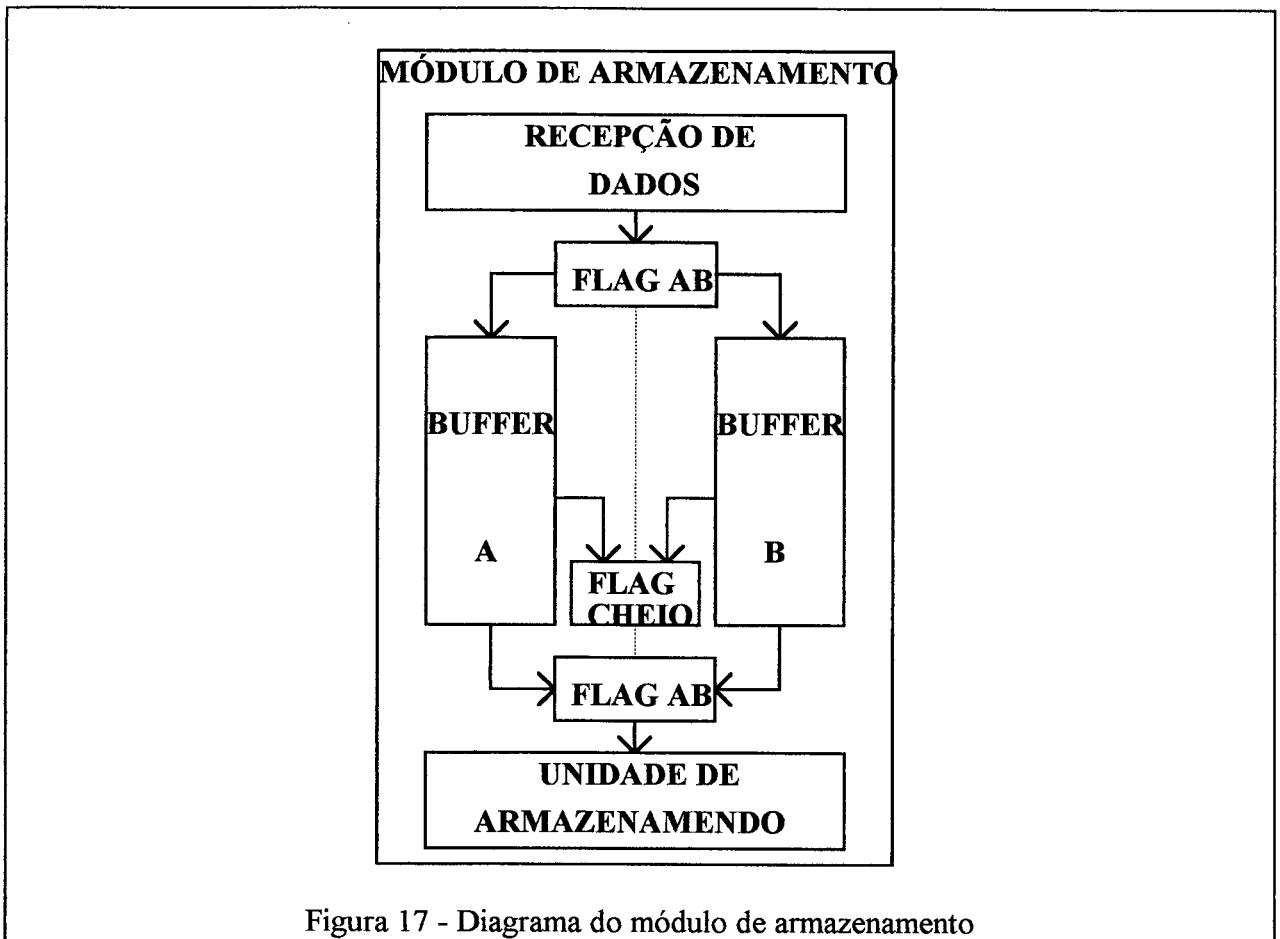 MÓDULO DE ARMAZENAMENTO
RECEPÇÃO DE
DADOS
FLAG AB
BUFFER
A
BUFFER
B
FLAG
CHEIO
FLAG AB
UNIDADE DE
ARMAZENAMENDO
Figura 17 - Diagrama do módulo de armazenamento